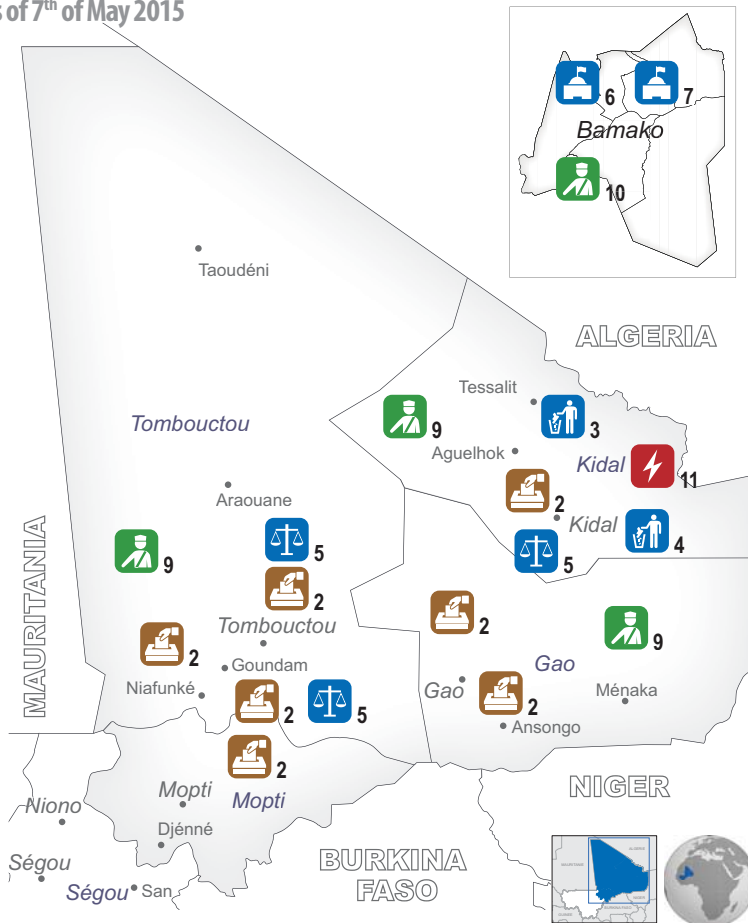 s of 7th of May 2015
6
7
Bamako
10
Taoudéni
ALGERIA
Tessalit
3
Tombouctou
9
Aguelhok
Kidal
11
2
Araouane
Kidal
4
5
5
9
MAURITANIA
2
2
9
Tombouctou
2
Goundam
Gao
Niafunké
Gao
Ménaka
2
5
2
Ansongo
2
Mopti
Mopti
NIGER
Niono
Djénné
BURKINA
FASO
Ségou
Ségou
San